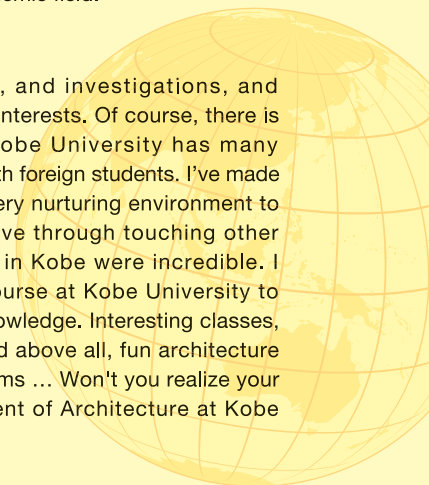 , and investigations, and
nterests. Of course, there is
obe University has many
th foreign students. I've made
ery nurturing environment to
ve through touching other
in Kobe were incredible. I
ourse at Kobe University to
owledge. Interesting classes,
d above all, fun architecture
ms ... Won't you realize your
ent of Architecture at Kobe